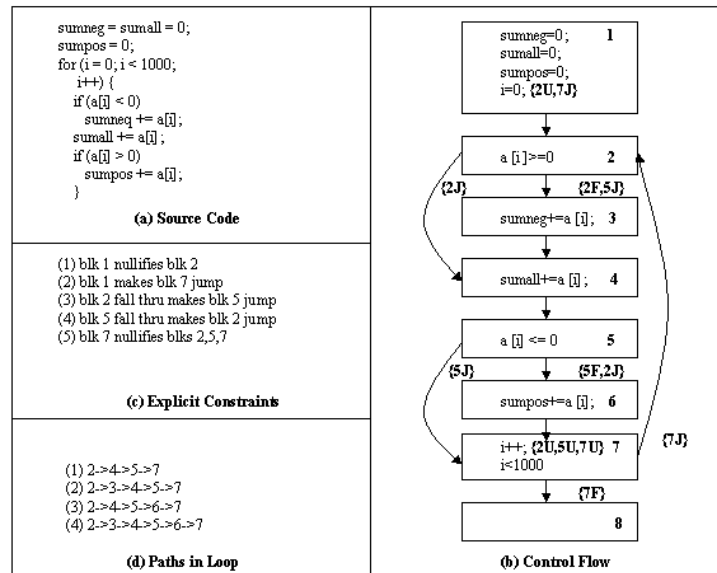 sumneg = sumall = 0;
sumpos = 0;
for (i = 0; i < 1000;
i++) {
if (a[i] < 0)
sumneq += a[i];
sumall += a[i];
if (a[i] > 0)
sumpos += a[i];
}
(a) Source Code
(1) blk 1 nullifies blk 2
(2) blk 1 makes blk 7 jump
(3) blk 2 fall thru makes blk 5 jump
(4) blk 5 fall thru makes blk 2 jump
(5) blk 7 nullifies blks 2,5,7
(c) Explicit Constraints
(1) 2->4->5->7
(2) 2->3->4->5->7
(3) 2->4->5->6->7
(4) 2->3->4->5->6->7
(d) Paths in Loop
sumneg=0; 1
sumall=0;
sumpos=0;
i=0; {2U,7J}
a[i]>=0 2
{2J} {2F,5J}
sumneg+=a[i]; 3
sumall+=a[i]; 4
a[i] <= 0 5
{5J} {5F,2J}
sumpos+=a[i]; 6
i++; {2U,5U,7U} 7
i<1000
{7J}
{7F}
8
(b) Control Flow